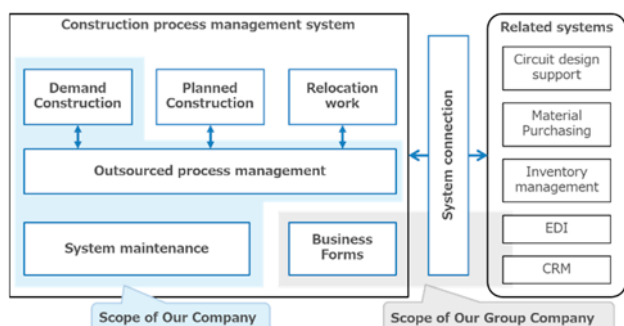 Construction process management system
Demand
Construction
Planned
Construction
Relocation
work
Outsourced process management
System maintenance
Business
Forms
Scope of Our Company
System connection
Related systems
Circuit design
support
Material
Purchasing
Inventory
management
EDI
CRM
Scope of Our Group Company